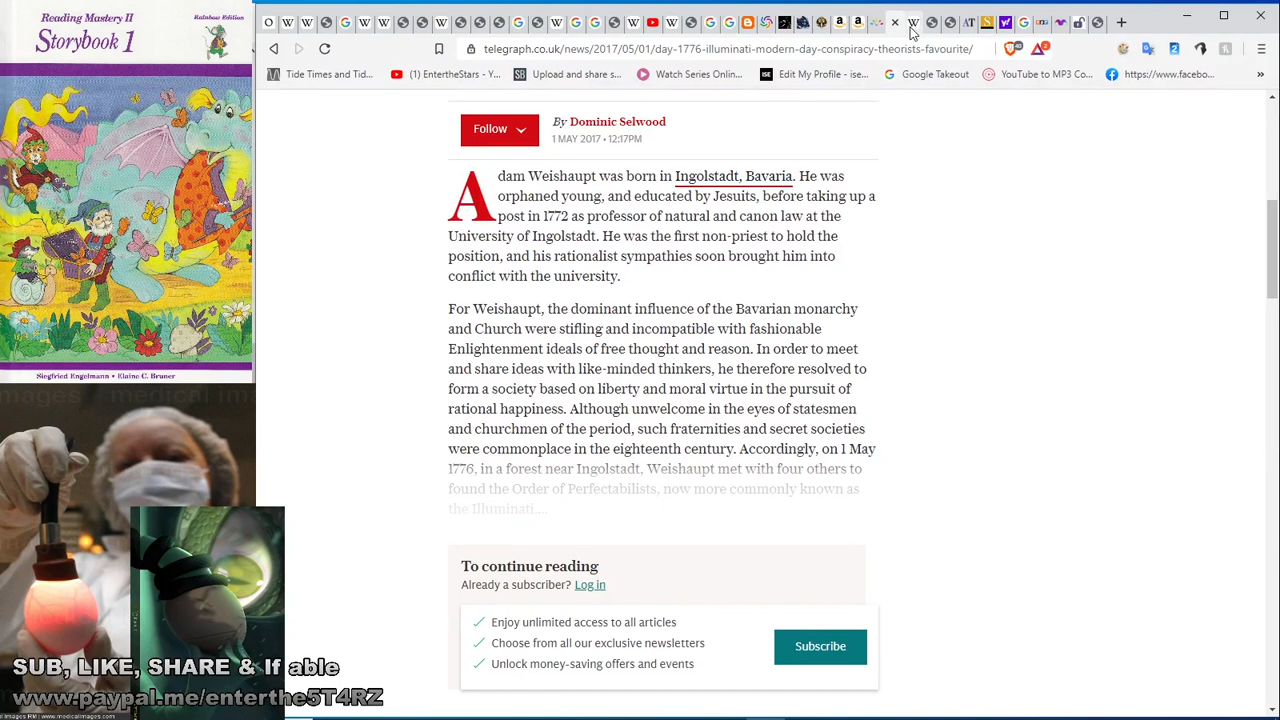 Reading Mastery II
Rainbow Edition
Storybook 1
Siegfried Engelmann • Elaine C. Bruner
telegraph.co.uk/news/2017/05/01/day-1776-illuminati-modern-day-conspiracy-theorists-favourite/
Tide Times and Tid...
EntertheStars - Y...
Upload and share s...
Watch Series Onlin...
Edit My Profile - ise...
Google Takeout
YouTube to MP3 Co...
https://www.facebo...
Follow
By Dominic Selwood
1 MAY 2017 • 12:17PM
Adam Weishaupt was born in Ingolstadt, Bavaria. He was
orphaned young, and educated by Jesuits, before taking up a
post in 1772 as professor of natural and canon law at the
University of Ingolstadt. He was the first non-priest to hold the
position, and his rationalist sympathies soon brought him into
conflict with the university.
For Weishaupt, the dominant influence of the Bavarian monarchy
and Church were stifling and incompatible with fashionable
Enlightenment ideals of free thought and reason. In order to meet
and share ideas with like-minded thinkers, he therefore resolved to
form a society based on liberty and moral virtue in the pursuit of
rational happiness. Although unwelcome in the eyes of statesmen
and churchmen of the period, such fraternities and secret societies
were commonplace in the eighteenth century. Accordingly, on 1 May
1776, in a forest near Ingolstadt, Weishaupt met with four others to
found the Order of Perfectabilists, now more commonly known as
the Illuminati....
To continue reading
Already a subscriber? Log in
Enjoy unlimited access to all articles
Choose from all our exclusive newsletters
Unlock money-saving offers and events
Subscribe
SUB, LIKE, SHARE & If able
www.paypal.me/enterthe5T4RZ